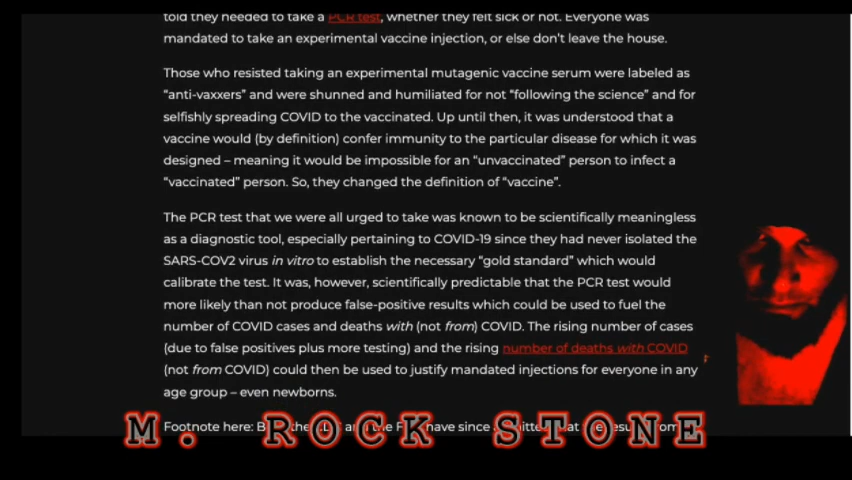 told they needed to take a PCR test, whether they felt sick or not. Everyone was
mandated to take an experimental vaccine injection, or else don't leave the house.
Those who resisted taking an experimental mutagenic vaccine serum were labeled as
"anti-vaxxers" and were shunned and humiliated for not "following the science" and for
selfishly spreading COVID to the vaccinated. Up until then, it was understood that a
vaccine would (by definition) confer immunity to the particular disease for which it was
designed – meaning it would be impossible for an "unvaccinated" person to infect a
"vaccinated" person. So, they changed the definition of "vaccine".
The PCR test that we were all urged to take was known to be scientifically meaningless
as a diagnostic tool, especially pertaining to COVID-19 since they had never isolated the
SARS-COV2 virus in vitro to establish the necessary "gold standard" which would
calibrate the test. It was, however, scientifically predictable that the PCR test would
more likely than not produce false-positive results which could be used to fuel the
number of COVID cases and deaths with (not from) COVID. The rising number of cases
(due to false positives plus more testing) and the rising number of deaths with COVID
(not from COVID) could then be used to justify mandated injections for everyone in any
age group – even newborns.
Footnote here: the have since
M. ROCK STONE